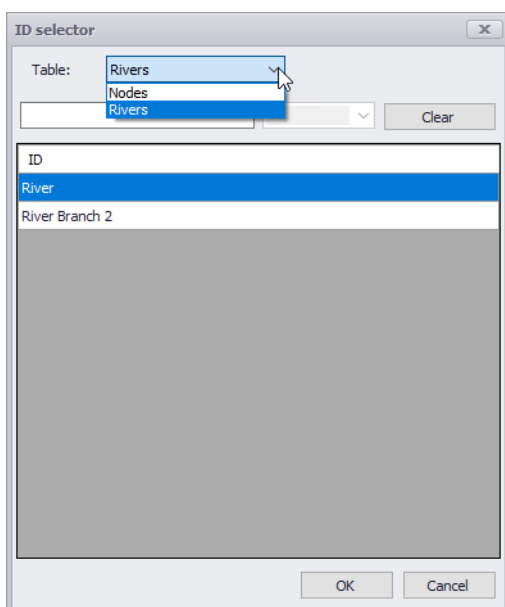 ID selector
Table: Rivers
Nodes
Rivers
Clear
ID
River
River Branch 2
OK Cancel